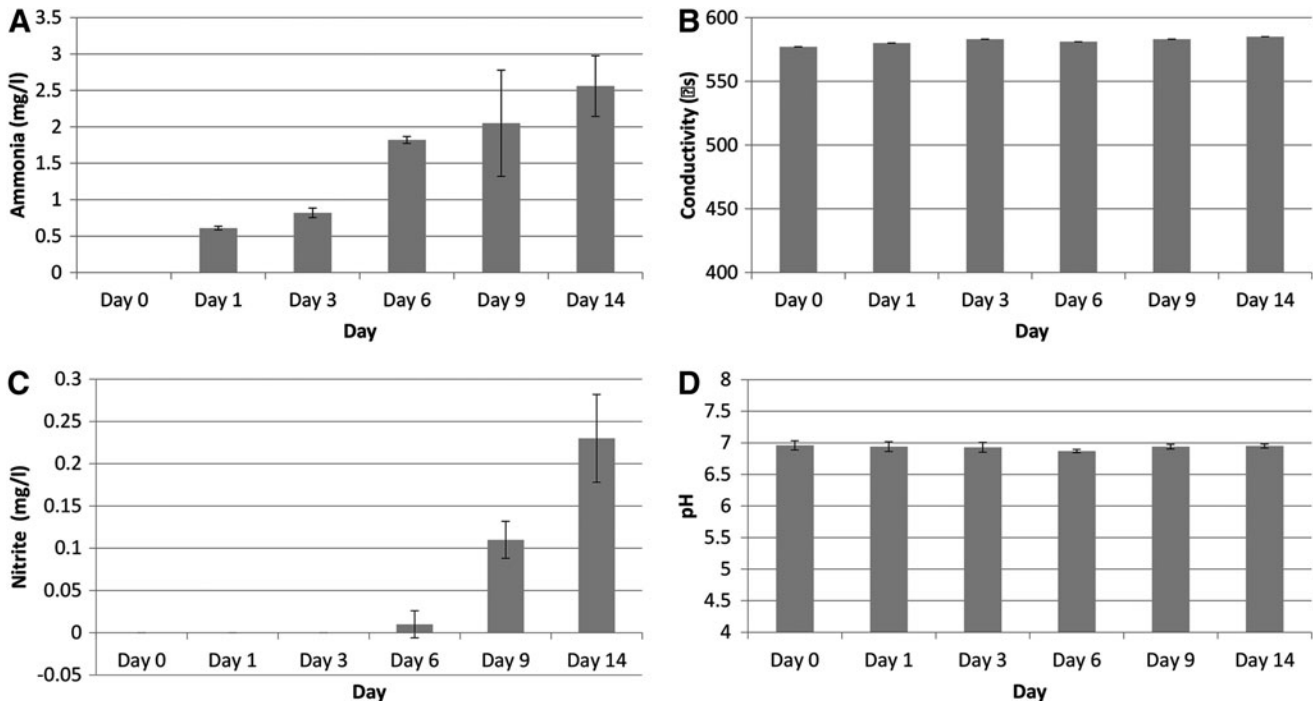 A
Ammonia (mg/l)
3.5
3
2.5
2
1.5
1
0.5
0
Day 0 Day 1 Day 3 Day 6 Day 9 Day 14
Day
B
Conductivity (⍰s)
600
550
500
450
400
Day 0 Day 1 Day 3 Day 6 Day 9 Day 14
Day
C
Nitrite (mg/l)
0.3
0.25
0.2
0.15
0.1
0.05
0
-0.05
Day 0 Day 1 Day 3 Day 6 Day 9 Day 14
Day
D
pH
8
7.5
7
6.5
6
5.5
5
4.5
4
Day 0 Day 1 Day 3 Day 6 Day 9 Day 14
Day